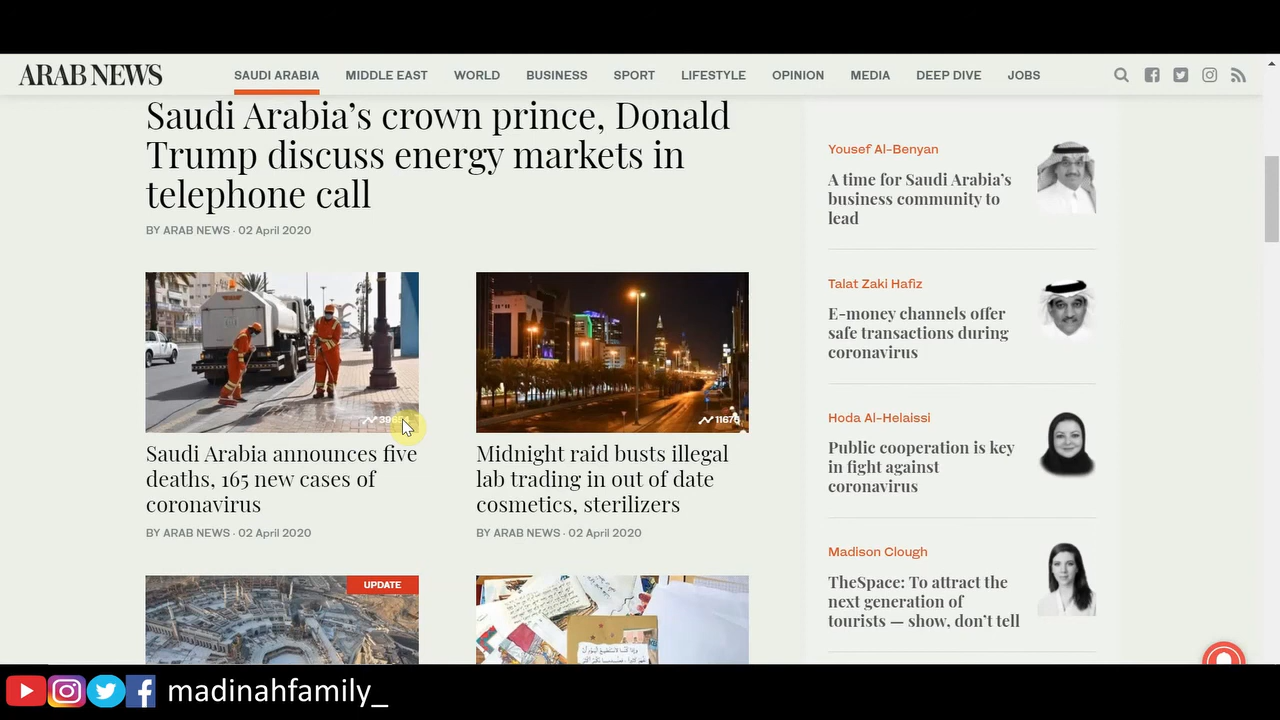 ARAB NEWS
SAUDI ARABIA MIDDLE EAST WORLD BUSINESS SPORT LIFESTYLE OPINION MEDIA DEEP DIVE JOBS
Saudi Arabia’s crown prince, Donald
Trump discuss energy markets in
telephone call
BY ARAB NEWS · 02 April 2020
Saudi Arabia announces five
deaths, 165 new cases of
coronavirus
BY ARAB NEWS · 02 April 2020
11676
Midnight raid busts illegal
lab trading in out of date
cosmetics, sterilizers
BY ARAB NEWS · 02 April 2020
UPDATE
Yousef Al-Benyan
A time for Saudi Arabia’s
business community to
lead
Talat Zaki Hafiz
E-money channels offer
safe transactions during
coronavirus
Hoda Al-Helaissi
Public cooperation is key
in fight against
coronavirus
Madison Clough
TheSpace: To attract the
next generation of
tourists — show, don’t tell
madinahfamily_